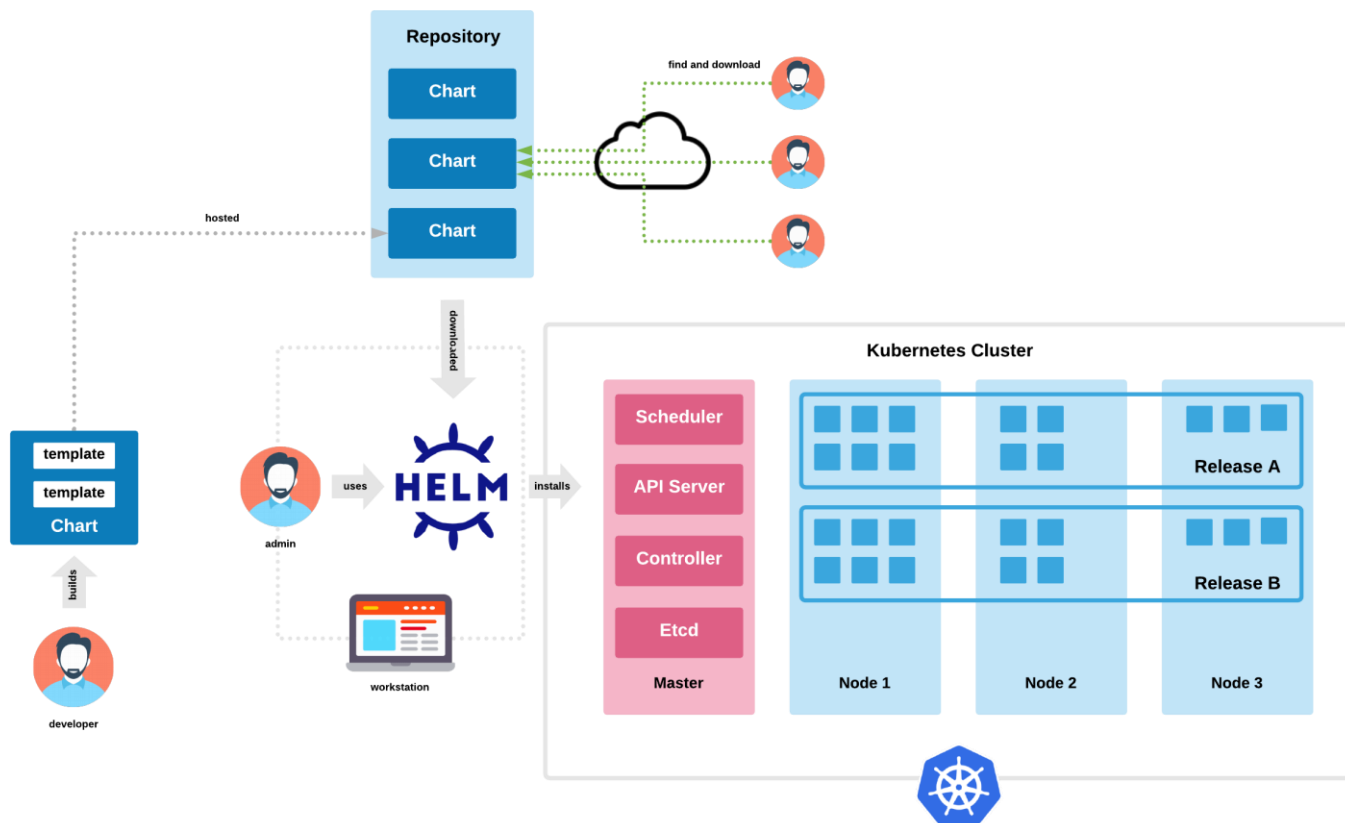 Repository
Chart
Chart
Chart
find and download
hosted
downloaded
Kubernetes Cluster
template
template
Chart
builds
developer
admin
uses
HELM
installs
workstation
Scheduler
API Server
Controller
Etcd
Master
Release A
Release B
Node 1
Node 2
Node 3